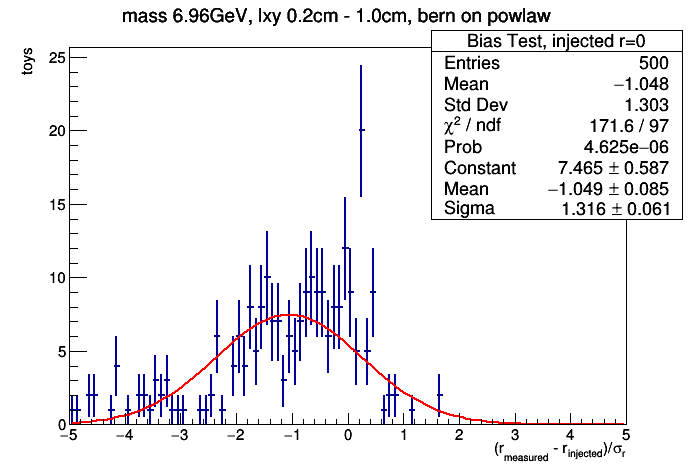 mass 6.96GeV, lxy 0.2cm - 1.0cm, bern on powlaw
Bias Test, injected r=0
Entries 500
Mean −1.048
Std Dev 1.303
χ² / ndf 171.6 / 97
Prob 4.625e−06
Constant 7.465 ± 0.587
Mean −1.049 ± 0.085
Sigma 1.316 ± 0.061
toys
25
20
15
10
5
0
−5 −4 −3 −2 −1 0 1 2 3 4 5
(r_measured - r_injected)/σ_r